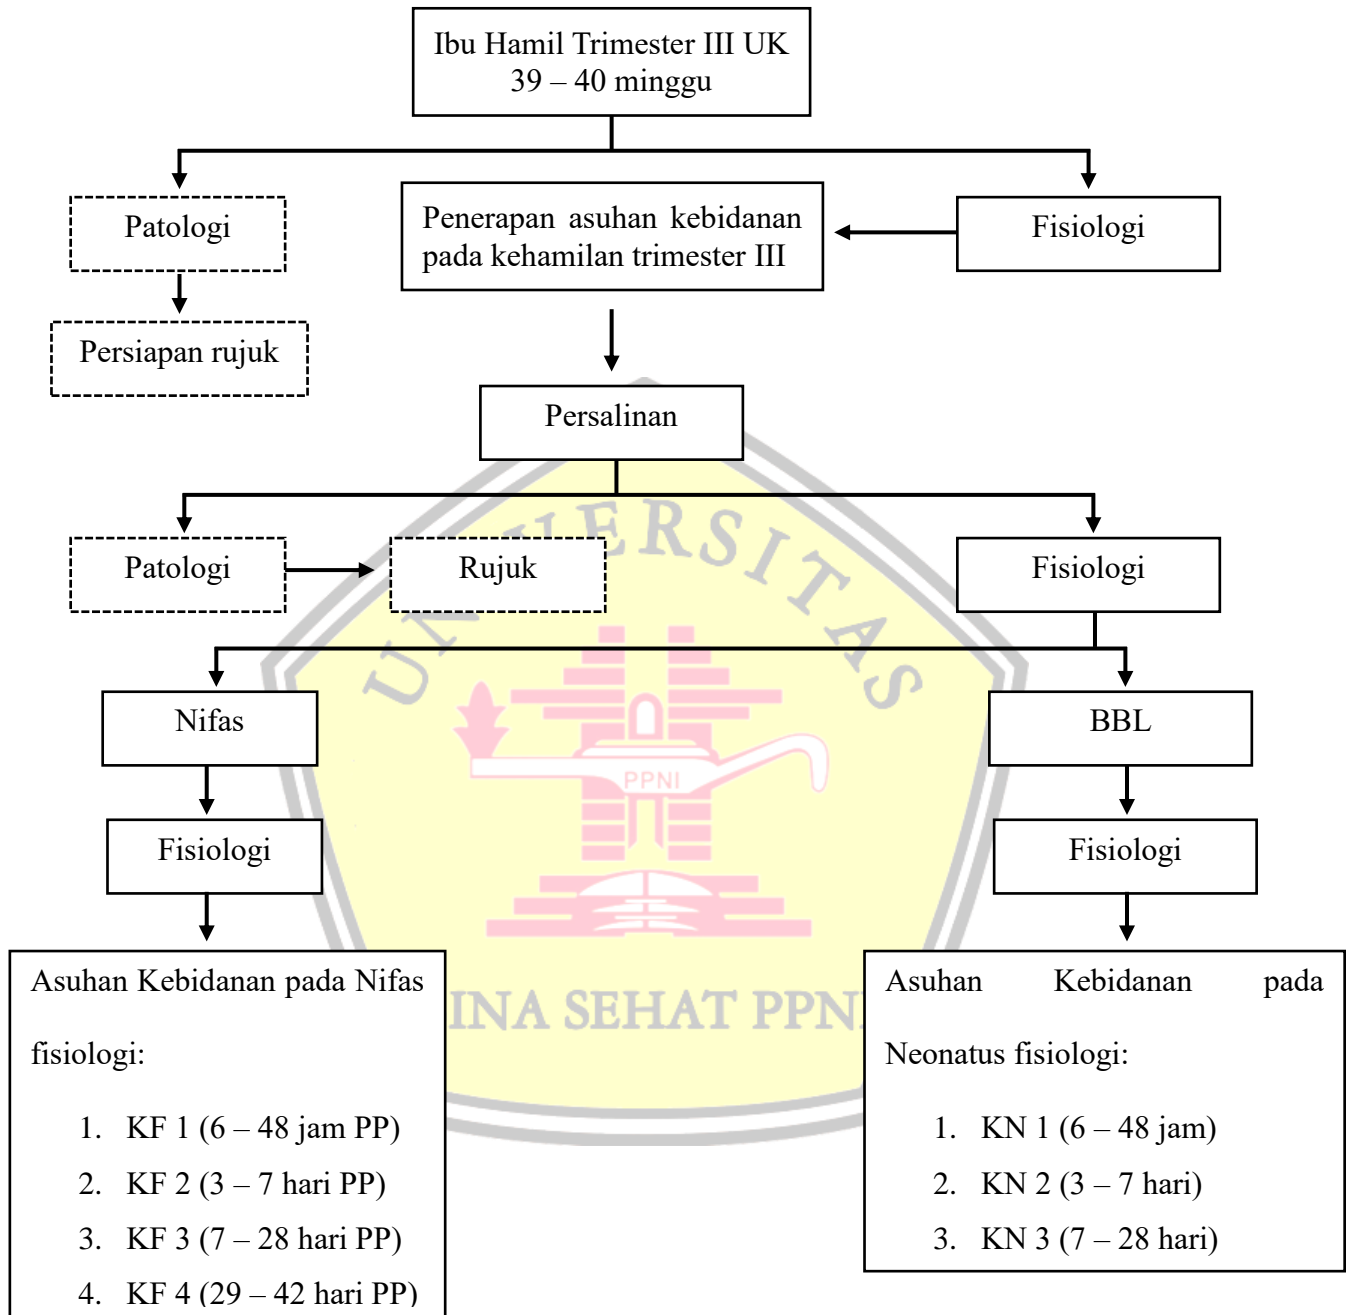 Ibu Hamil Trimester III UK
39 – 40 minggu
Patologi
Penerapan asuhan kebidanan
pada kehamilan trimester III
Fisiologi
Persiapan rujuk
Persalinan
Patologi
Rujuk
Fisiologi
UNIVERSITAS
Nifas
BBL
PPNI
Fisiologi
Fisiologi
Asuhan Kebidanan pada Nifas
fisiologi:
1. KF 1 (6 – 48 jam PP)
2. KF 2 (3 – 7 hari PP)
3. KF 3 (7 – 28 hari PP)
4. KF 4 (29 – 42 hari PP)
INA SEHAT PPNI
Asuhan Kebidanan pada
Neonatus fisiologi:
1. KN 1 (6 – 48 jam)
2. KN 2 (3 – 7 hari)
3. KN 3 (7 – 28 hari)